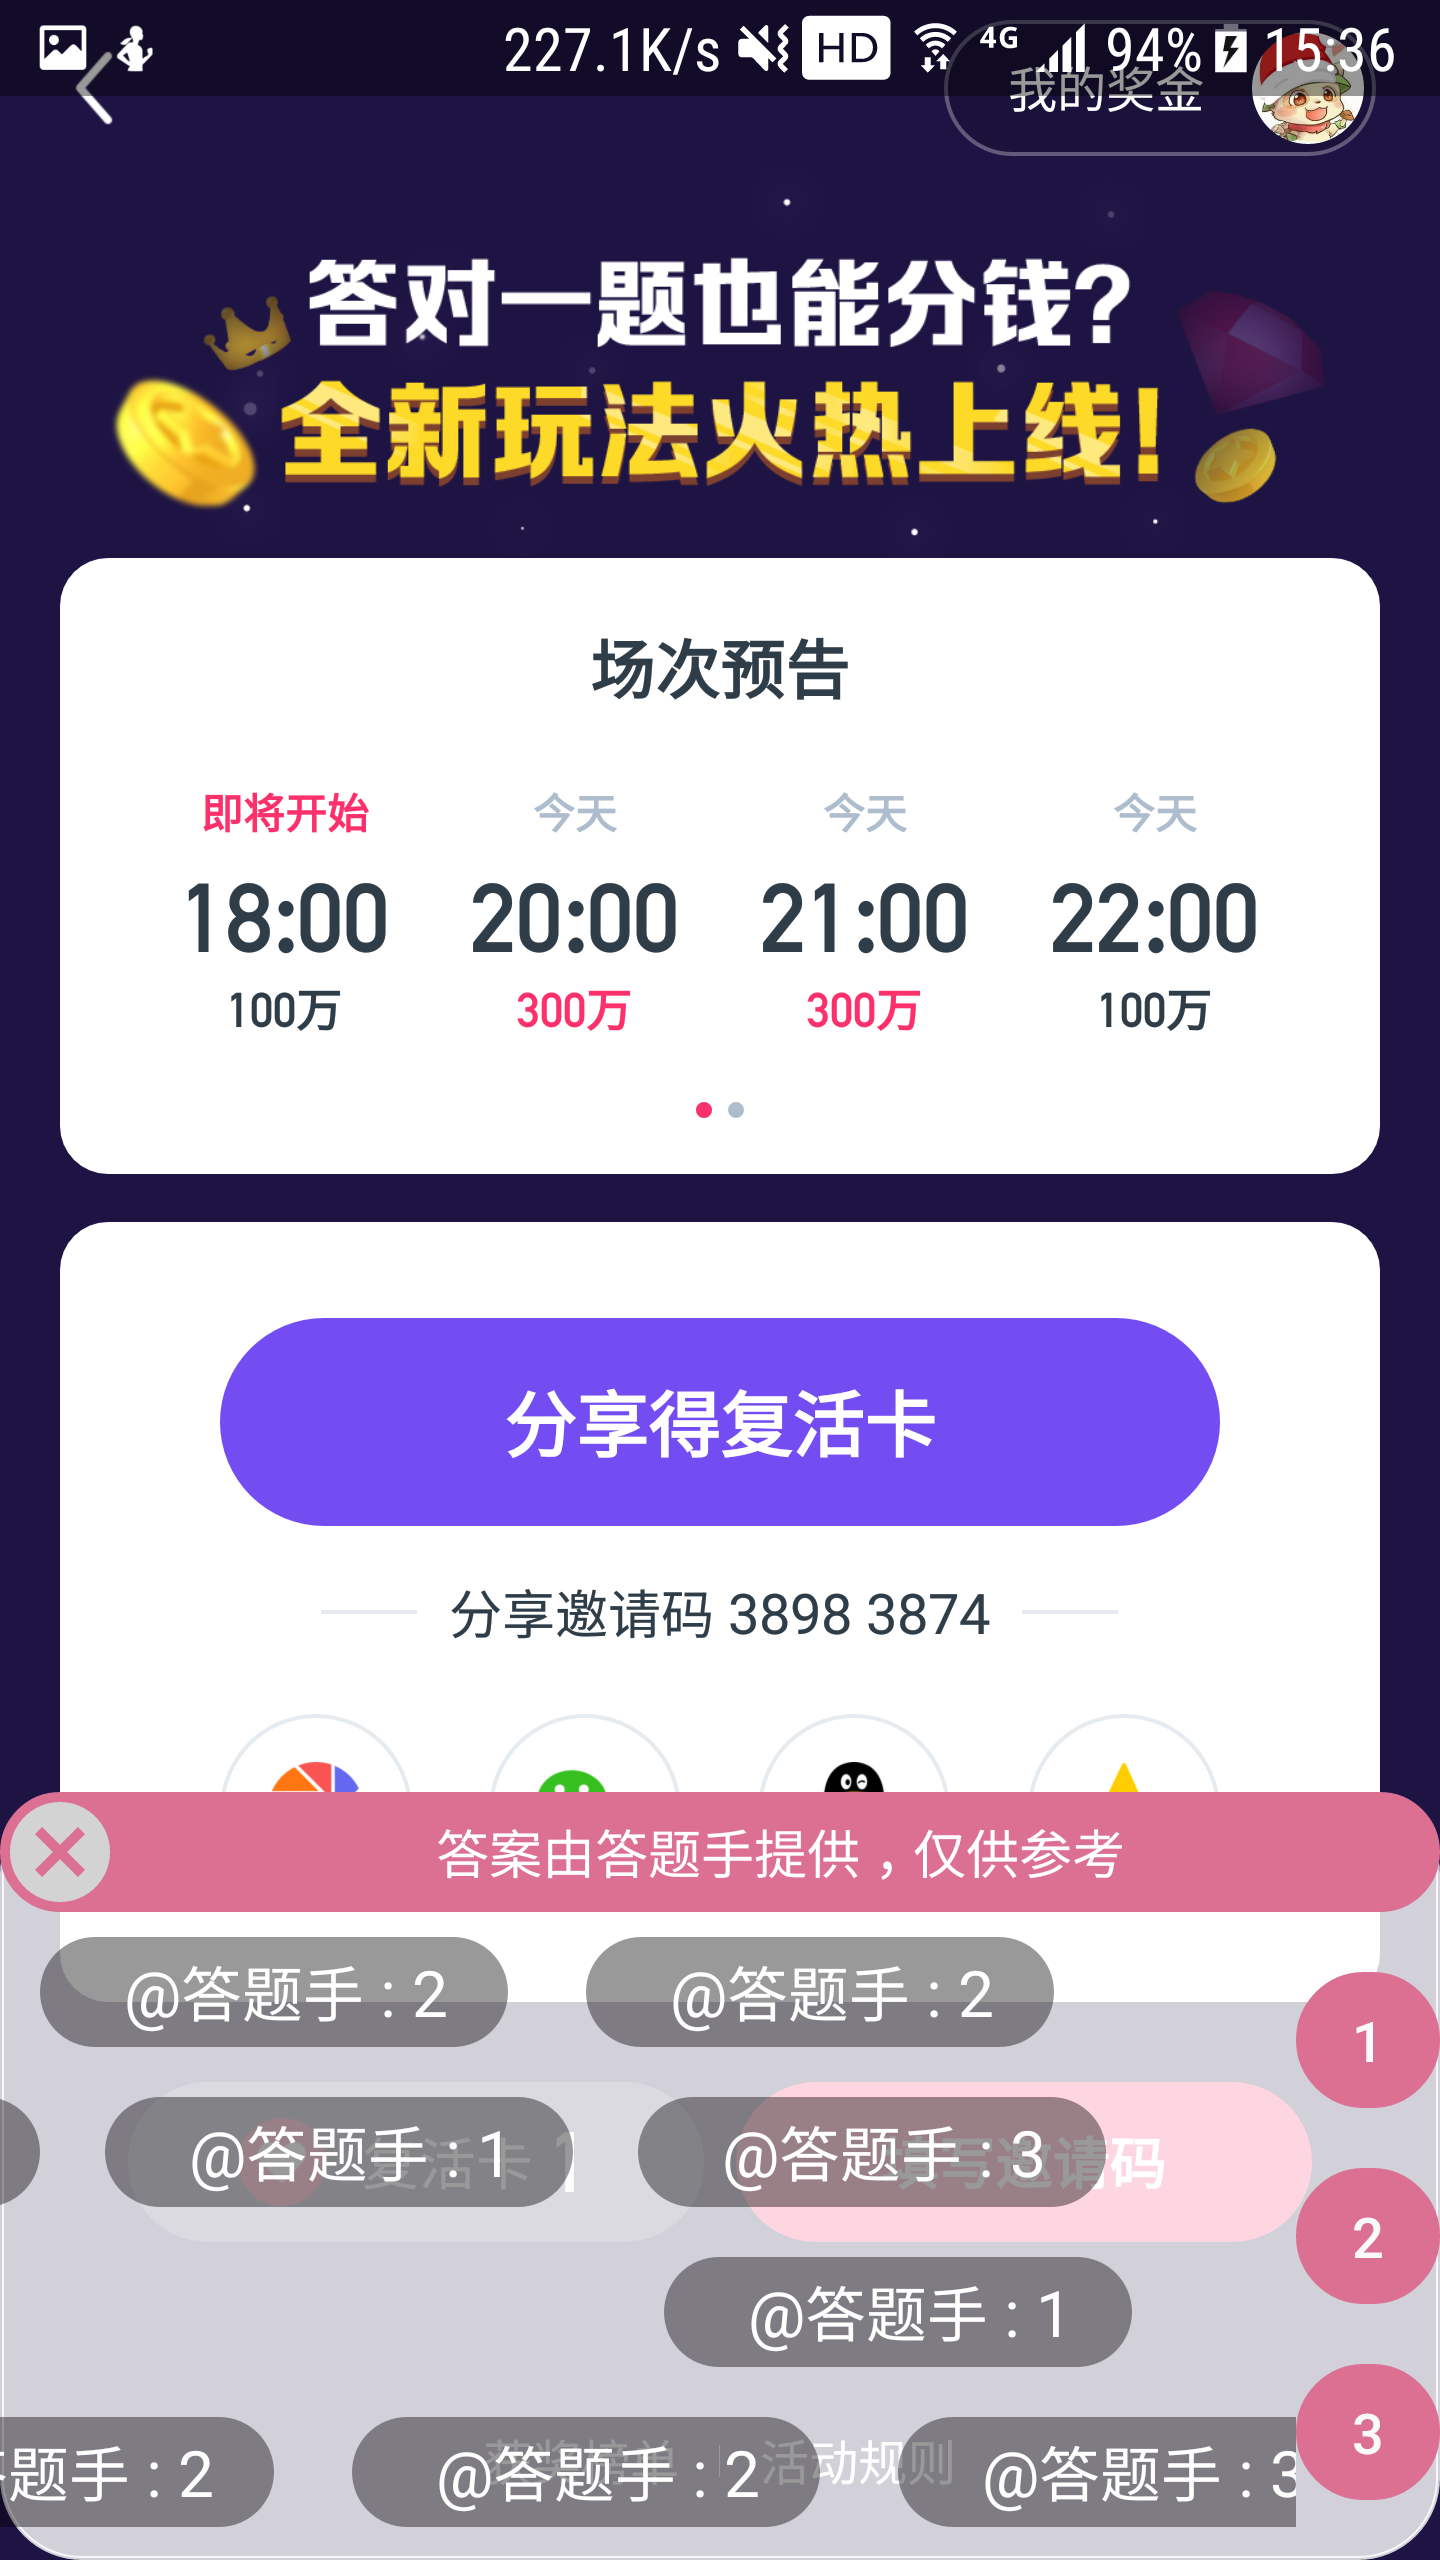 227.1K/s HD 4G 94% 15:36
我的奖金
答对一题也能分钱?
全新玩法火热上线!
场次预告
即将开始 今天 今天 今天
18:00 20:00 21:00 22:00
100万 300万 300万 100万
分享得复活卡
分享邀请码 3898 3874
答案由答题手提供，仅供参考
@答题手 : 2 @答题手 : 2
1
@答题手 : 1 @答题手 : 3
复活卡 1 填写邀请码
2
@答题手 : 1
3
答题手 : 2 @答题手 : 2 @答题手 : 3
获奖榜单 活动规则